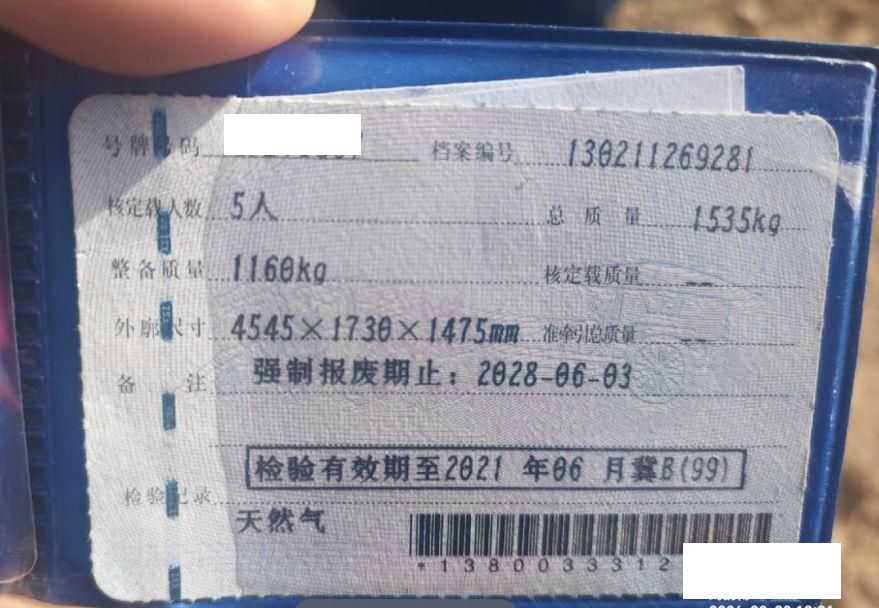 号牌号码 档案编号 130211269281
核定载人数 5人 总质量 1535kg
整备质量 1160kg 核定载质量 --
外廓尺寸 4545×1730×1475mm 准牵引总质量 --
备注 强制报废期止：2028-06-03
检验有效期至2021 年06 月冀B(99)
检验记录
天然气
*1380033312